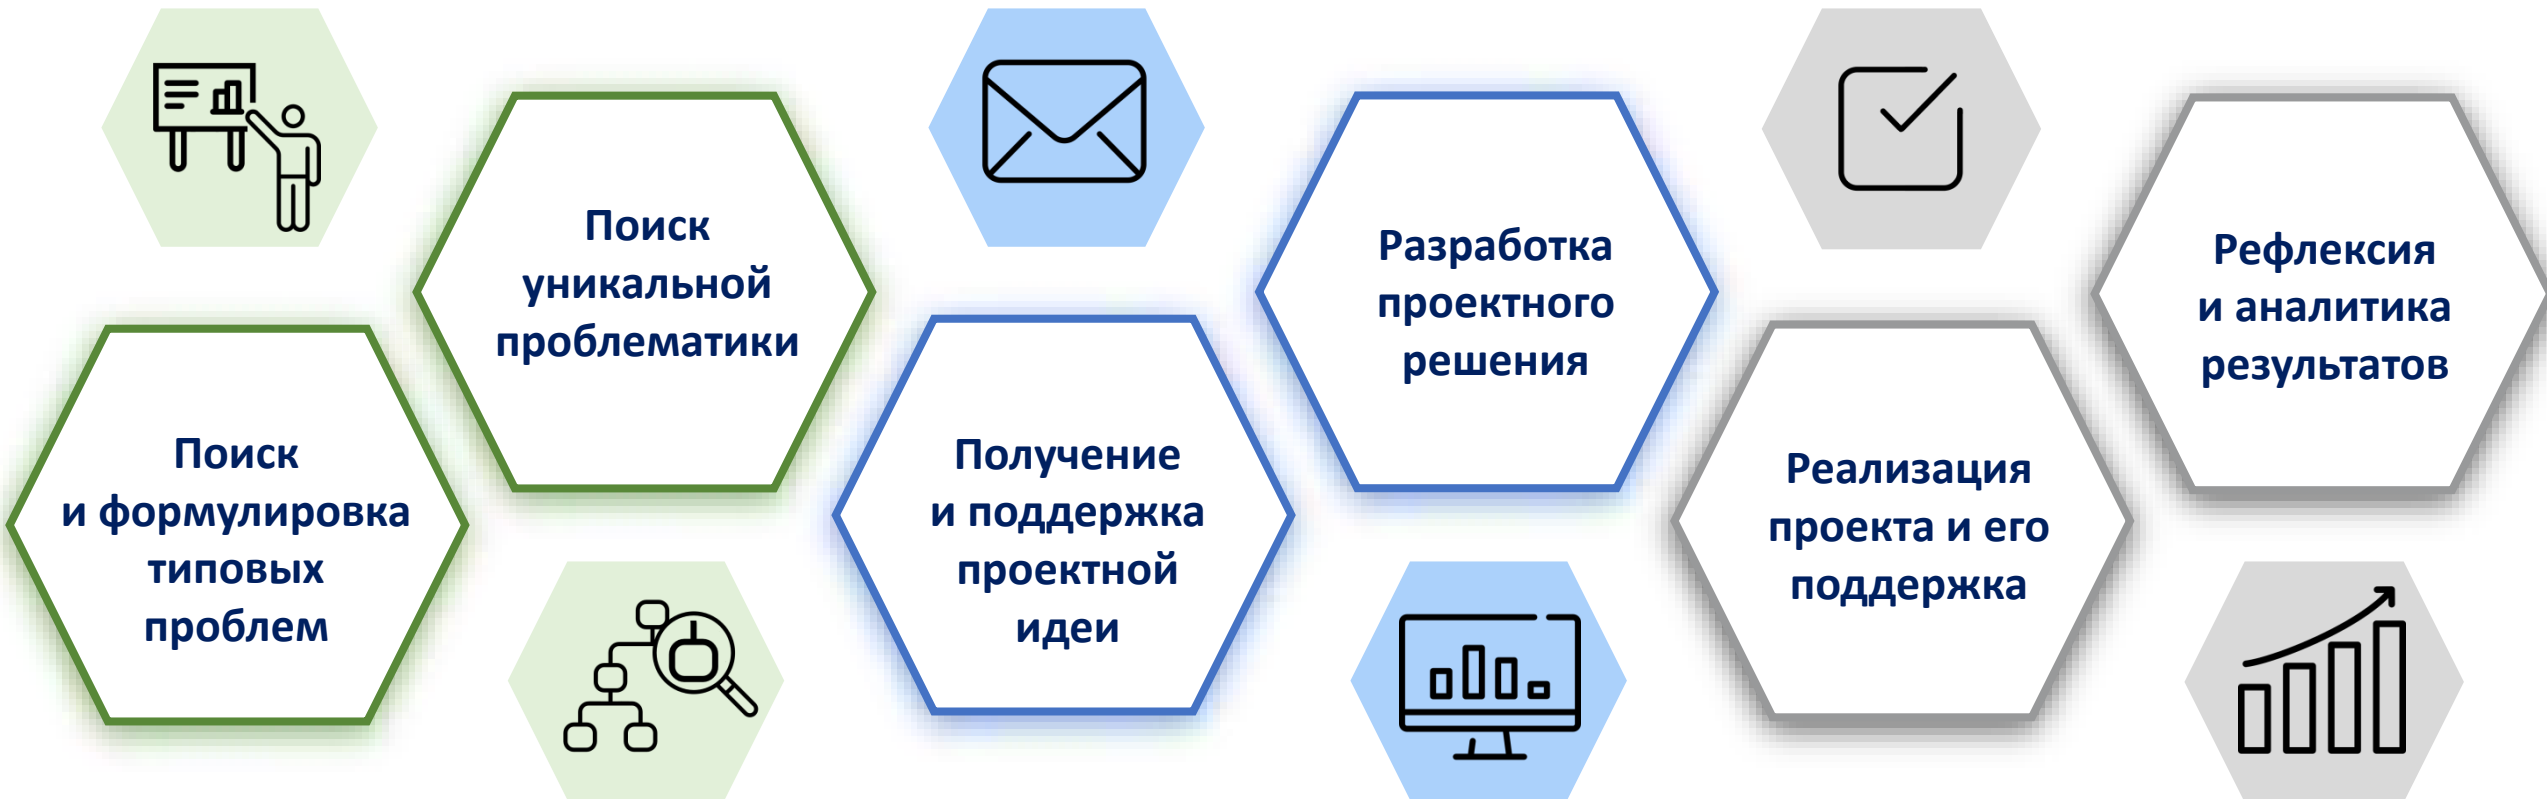 Поиск
и формулировка
типовых
проблем
Поиск
уникальной
проблематики
Получение
и поддержка
проектной
идеи
Разработка
проектного
решения
Реализация
проекта и его
поддержка
Рефлексия
и аналитика
результатов